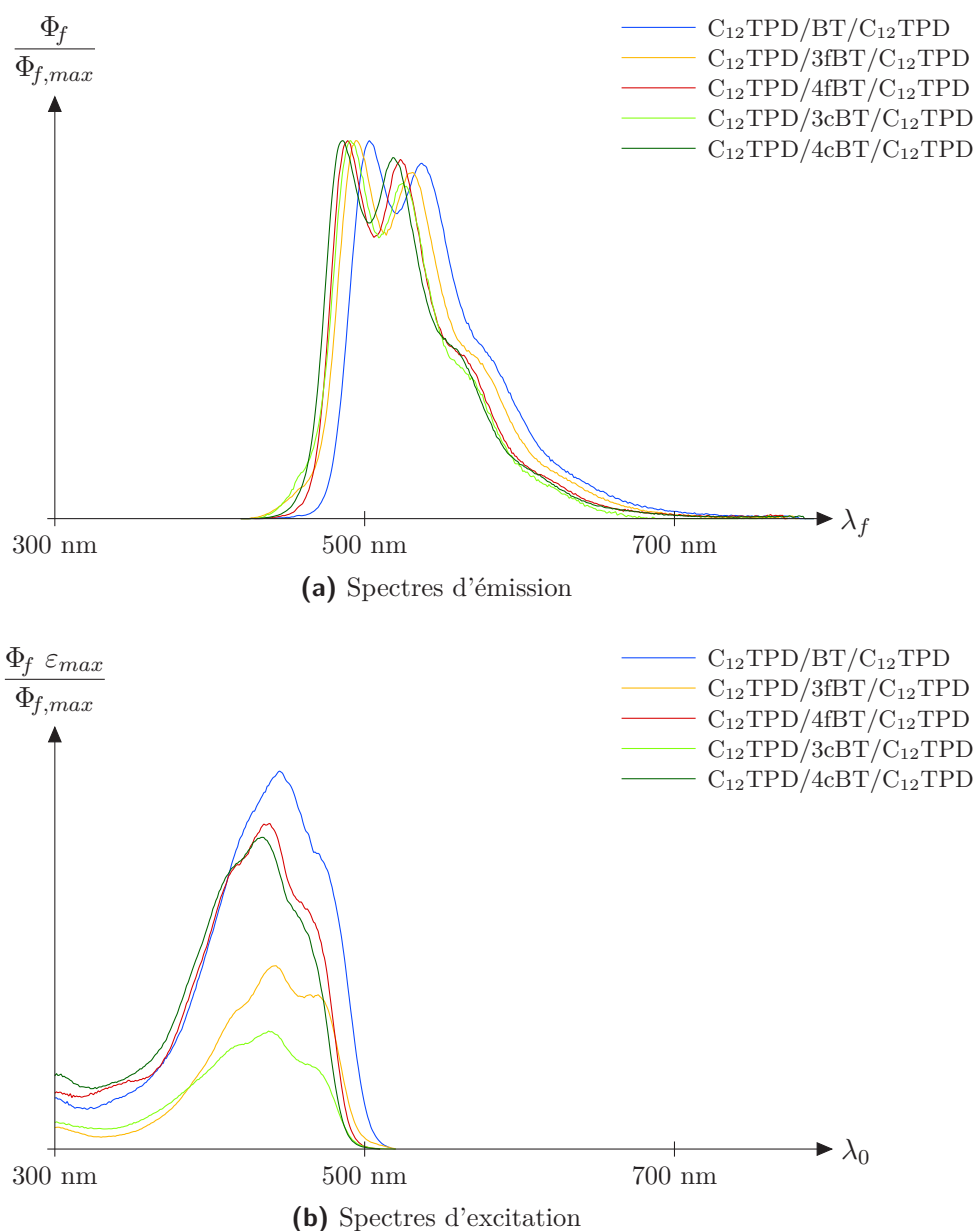 Φf
Φf,max
C12TPD/BT/C12TPD
C12TPD/3fBT/C12TPD
C12TPD/4fBT/C12TPD
C12TPD/3cBT/C12TPD
C12TPD/4cBT/C12TPD
300 nm
500 nm
700 nm
λf
(a) Spectres d'émission
Φf εmax
Φf,max
C12TPD/BT/C12TPD
C12TPD/3fBT/C12TPD
C12TPD/4fBT/C12TPD
C12TPD/3cBT/C12TPD
C12TPD/4cBT/C12TPD
300 nm
500 nm
700 nm
λ0
(b) Spectres d'excitation